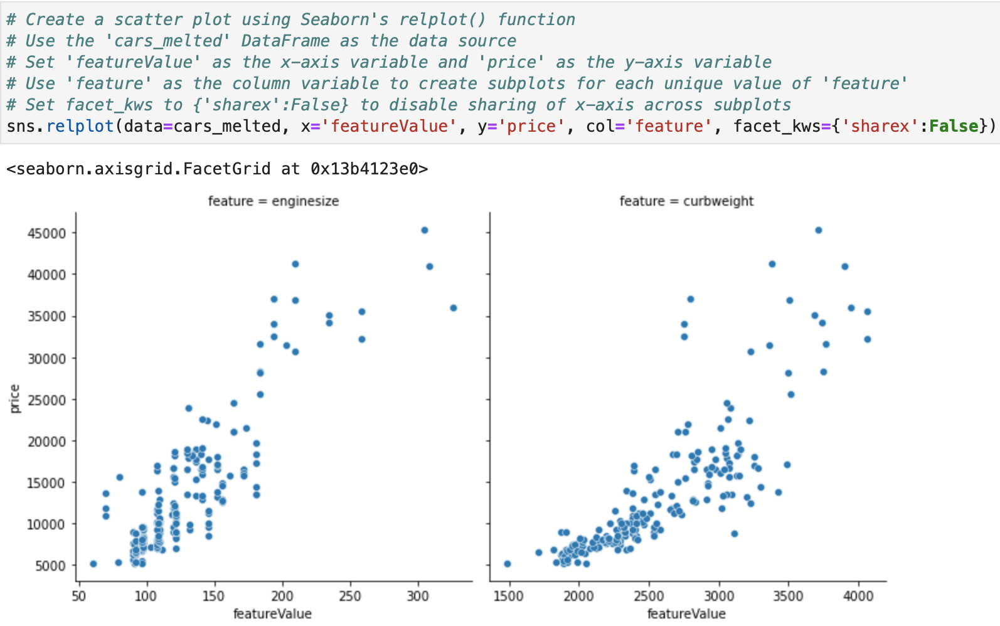 # Create a scatter plot using Seaborn's relplot() function
# Use the 'cars_melted' DataFrame as the data source
# Set 'featureValue' as the x-axis variable and 'price' as the y-axis variable
# Use 'feature' as the column variable to create subplots for each unique value of 'feature'
# Set facet_kws to {'sharex':False} to disable sharing of x-axis across subplots
sns.relplot(data=cars_melted, x='featureValue', y='price', col='feature', facet_kws={'sharex':False})
<seaborn.axisgrid.FacetGrid at 0x13b4123e0>
feature = enginesize
45000
40000
35000
30000
25000
20000
15000
10000
5000
price
50 100 150 200 250 300
featureValue
feature = curbweight
1500 2000 2500 3000 3500 4000
featureValue